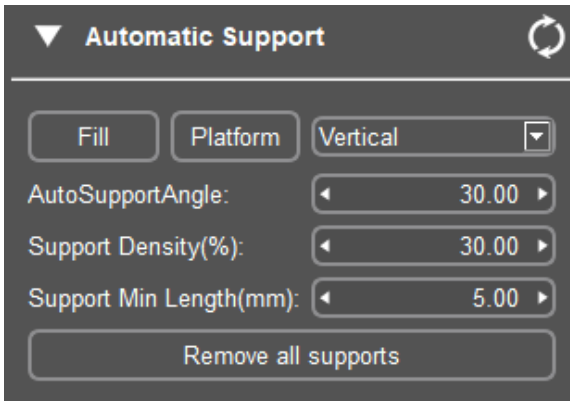 Automatic Support
Fill Platform Vertical
AutoSupportAngle: 30.00
Support Density(%): 30.00
Support Min Length(mm): 5.00
Remove all supports